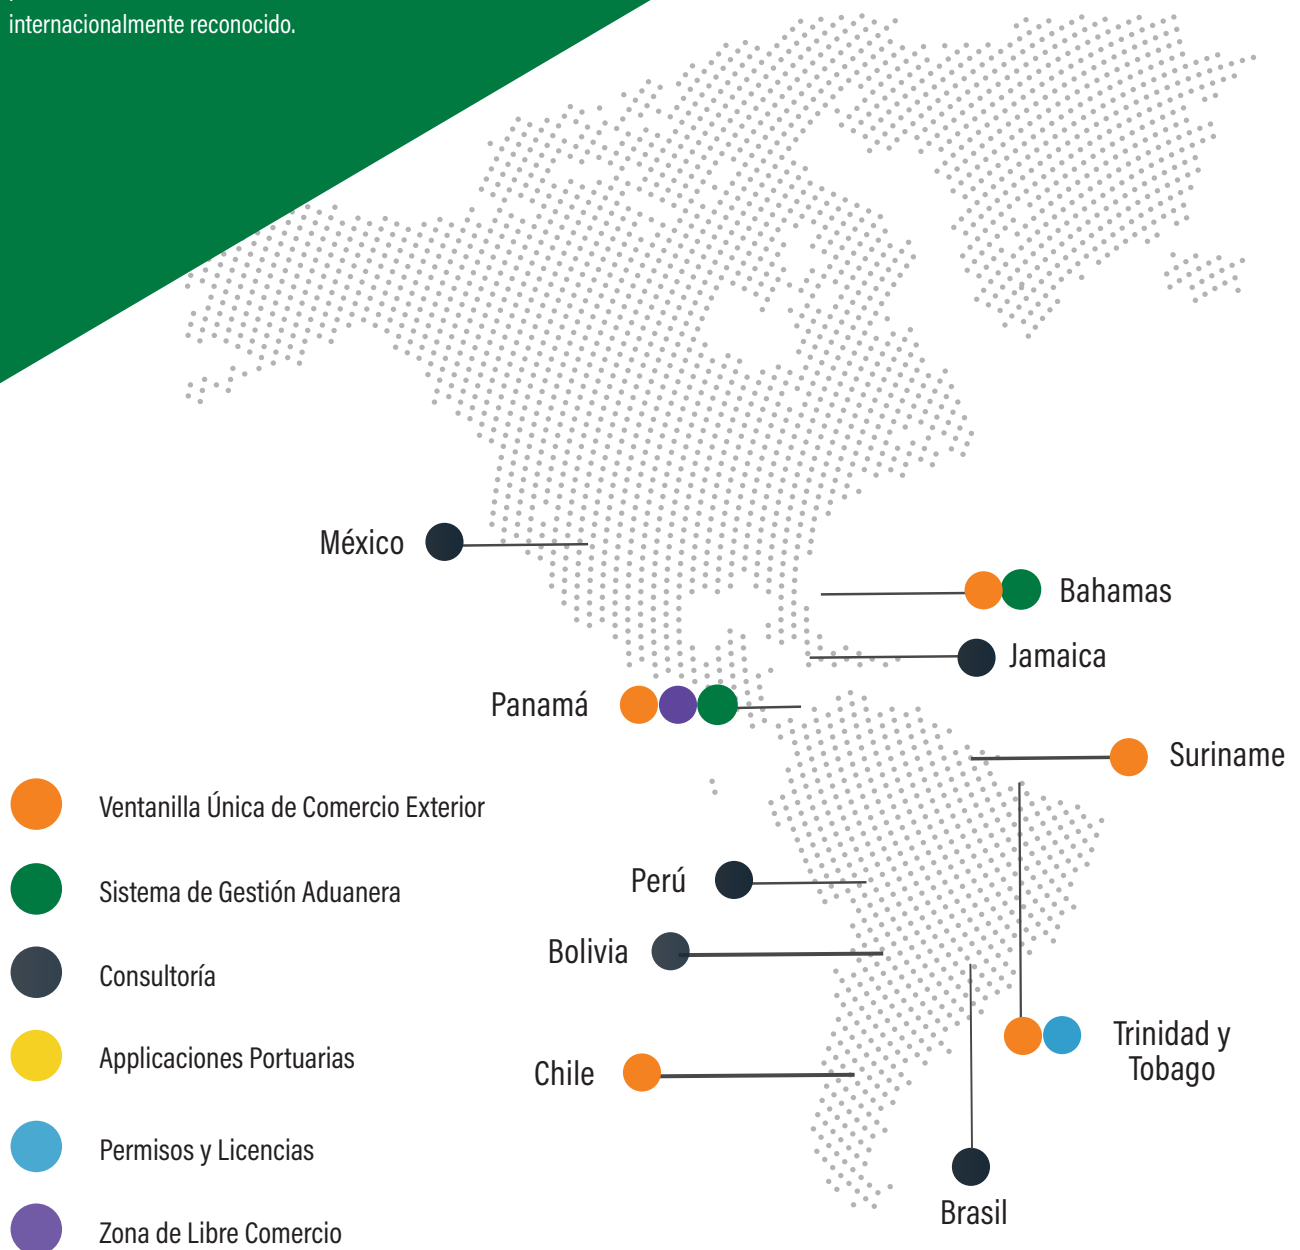 internacionalmente reconocido.
México
Bahamas
Jamaica
Panamá
Suriname
Ventanilla Única de Comercio Exterior
Perú
Sistema de Gestión Aduanera
Bolivia
Consultoría
Trinidad y
Tobago
Applicaciones Portuarias
Chile
Permisos y Licencias
Brasil
Zona de Libre Comercio